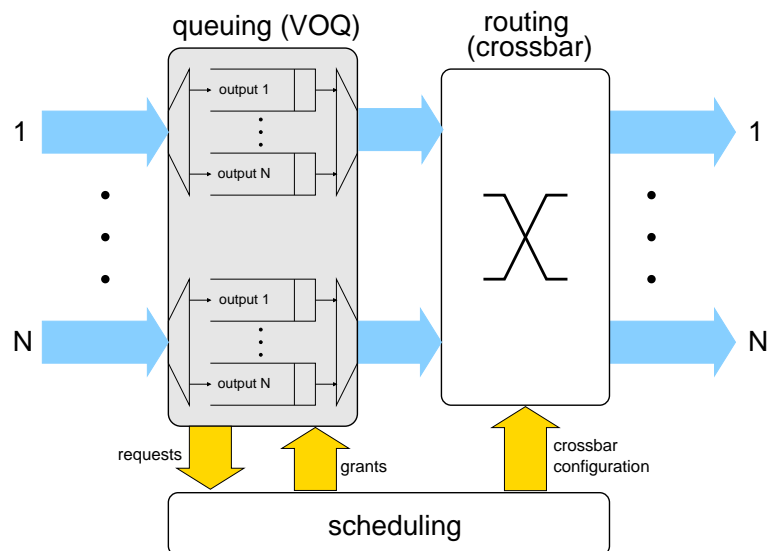 queuing (VOQ)
routing
(crossbar)
output 1
output N
output 1
output N
1
N
1
N
requests
grants
crossbar
configuration
scheduling